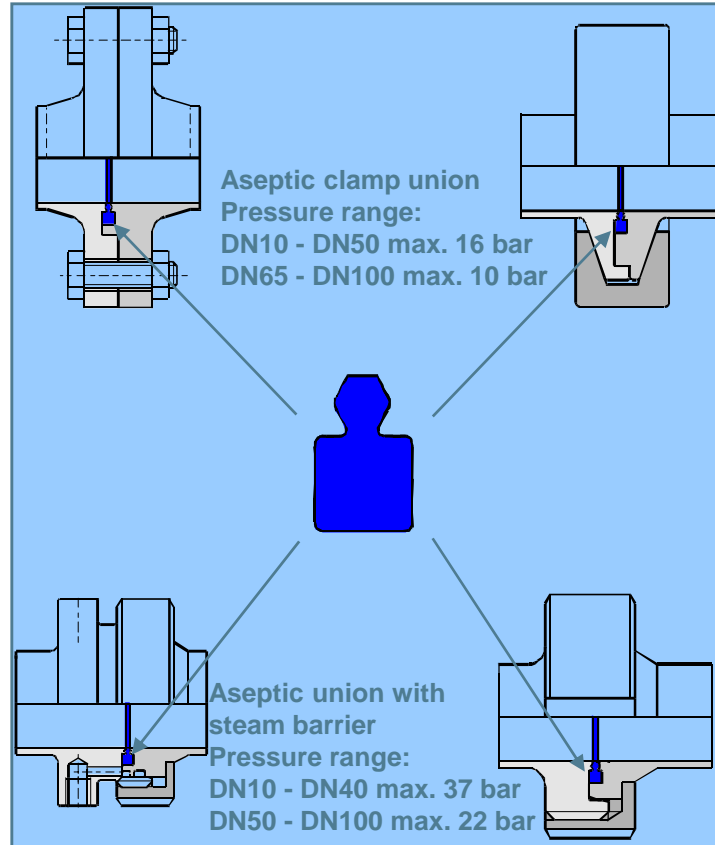 Aseptic clamp union
Pressure range:
DN10 - DN50 max. 16 bar
DN65 - DN100 max. 10 bar
Aseptic union with
steam barrier
Pressure range:
DN10 - DN40 max. 37 bar
DN50 - DN100 max. 22 bar